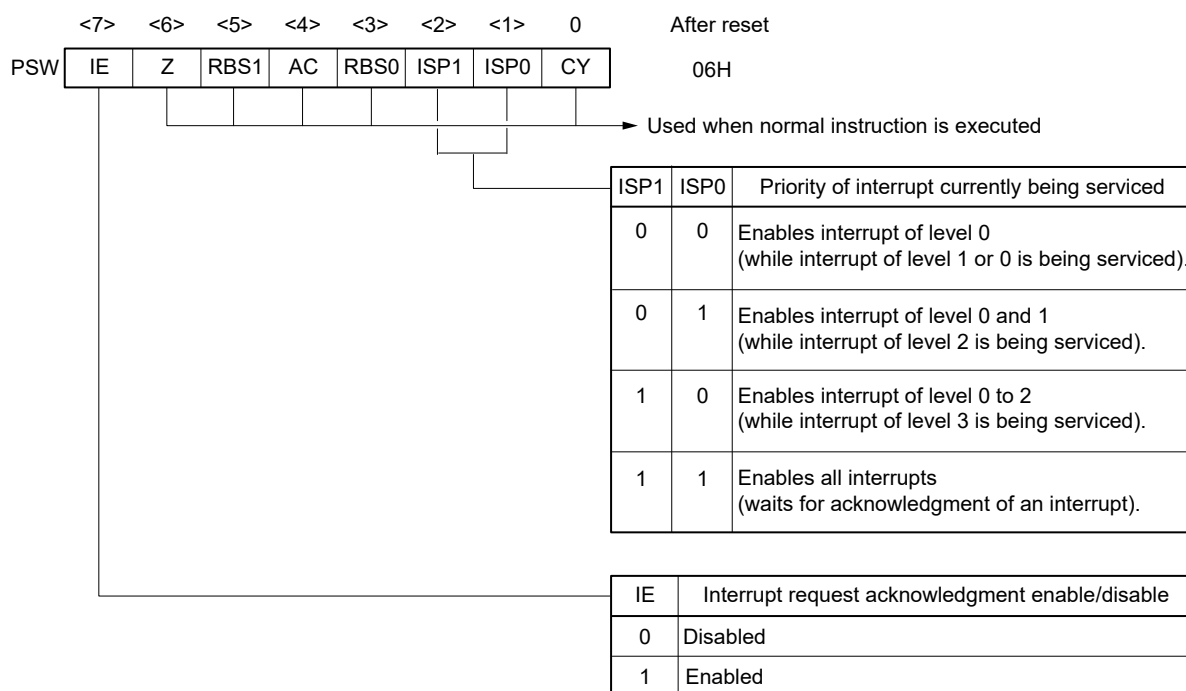 <7> <6> <5> <4> <3> <2> <1> 0 After reset
PSW IE Z RBS1 AC RBS0 ISP1 ISP0 CY 06H
Used when normal instruction is executed
ISP1 ISP0 Priority of interrupt currently being serviced
0 0 Enables interrupt of level 0
(while interrupt of level 1 or 0 is being serviced).
0 1 Enables interrupt of level 0 and 1
(while interrupt of level 2 is being serviced).
1 0 Enables interrupt of level 0 to 2
(while interrupt of level 3 is being serviced).
1 1 Enables all interrupts
(waits for acknowledgment of an interrupt).
IE Interrupt request acknowledgment enable/disable
0 Disabled
1 Enabled